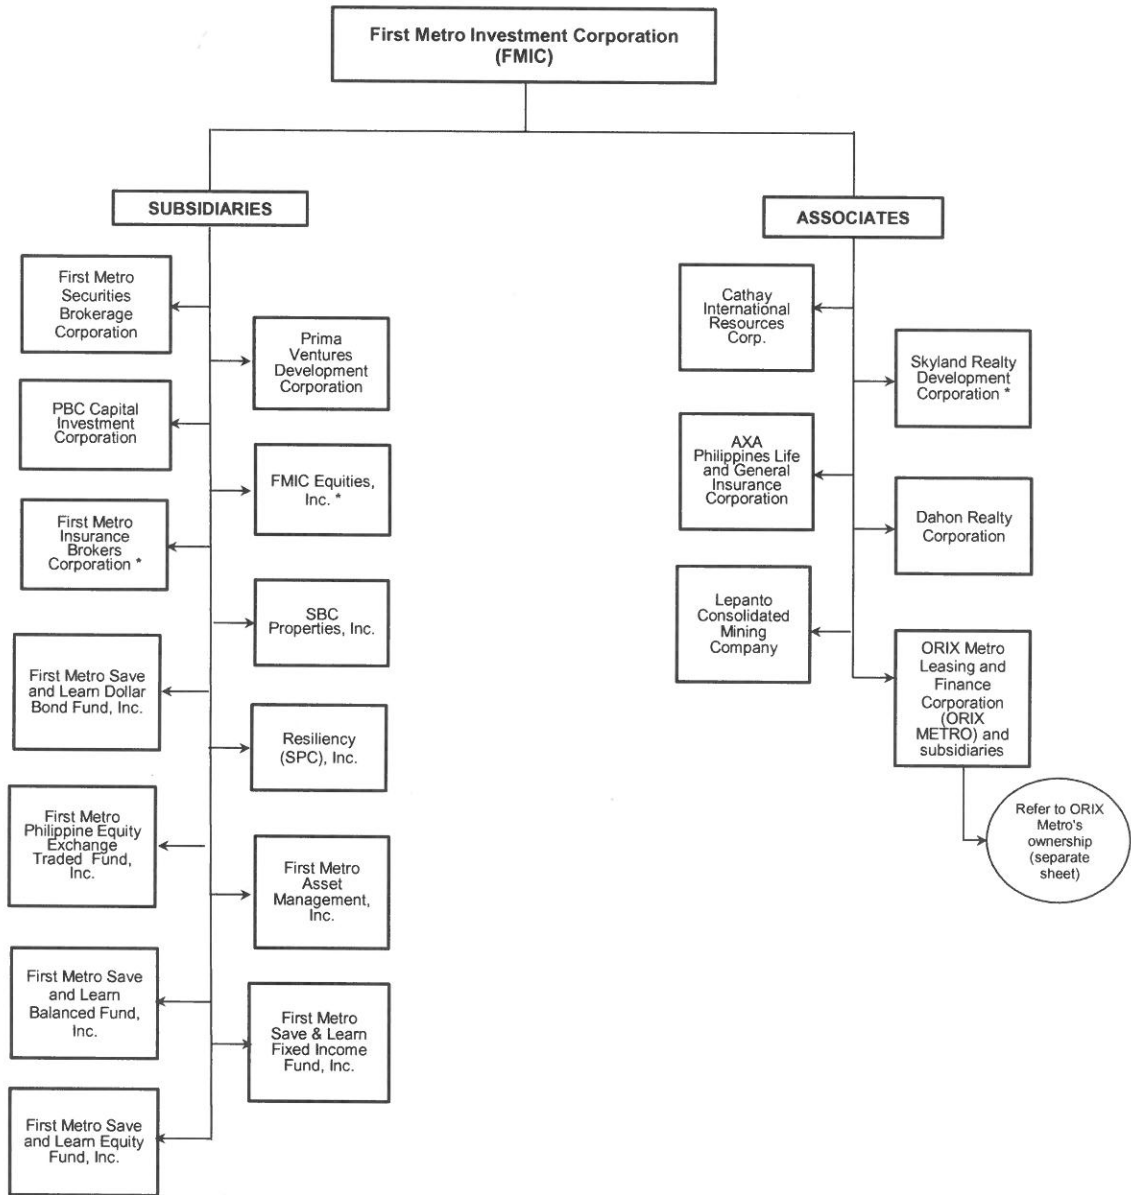 First Metro Investment Corporation
(FMIC)
SUBSIDIARIES
First Metro
Securities
Brokerage
Corporation
Prima
Ventures
Development
Corporation
PBC Capital
Investment
Corporation
FMIC Equities,
Inc. *
First Metro
Insurance
Brokers
Corporation *
SBC
Properties, Inc.
First Metro Save
and Learn Dollar
Bond Fund, Inc.
Resiliency
(SPC), Inc.
First Metro
Philippine Equity
Exchange
Traded Fund,
Inc.
First Metro
Asset
Management,
Inc.
First Metro Save
and Learn
Balanced Fund,
Inc.
First Metro
Save & Learn
Fixed Income
Fund, Inc.
First Metro Save
and Learn Equity
Fund, Inc.
ASSOCIATES
Cathay
International
Resources
Corp.
Skyland Realty
Development
Corporation *
AXA
Philippines Life
and General
Insurance
Corporation
Dahon Realty
Corporation
Lepanto
Consolidated
Mining
Company
ORIX Metro
Leasing and
Finance
Corporation
(ORIX
METRO) and
subsidiaries
Refer to ORIX
Metro's
ownership
(separate
sheet)